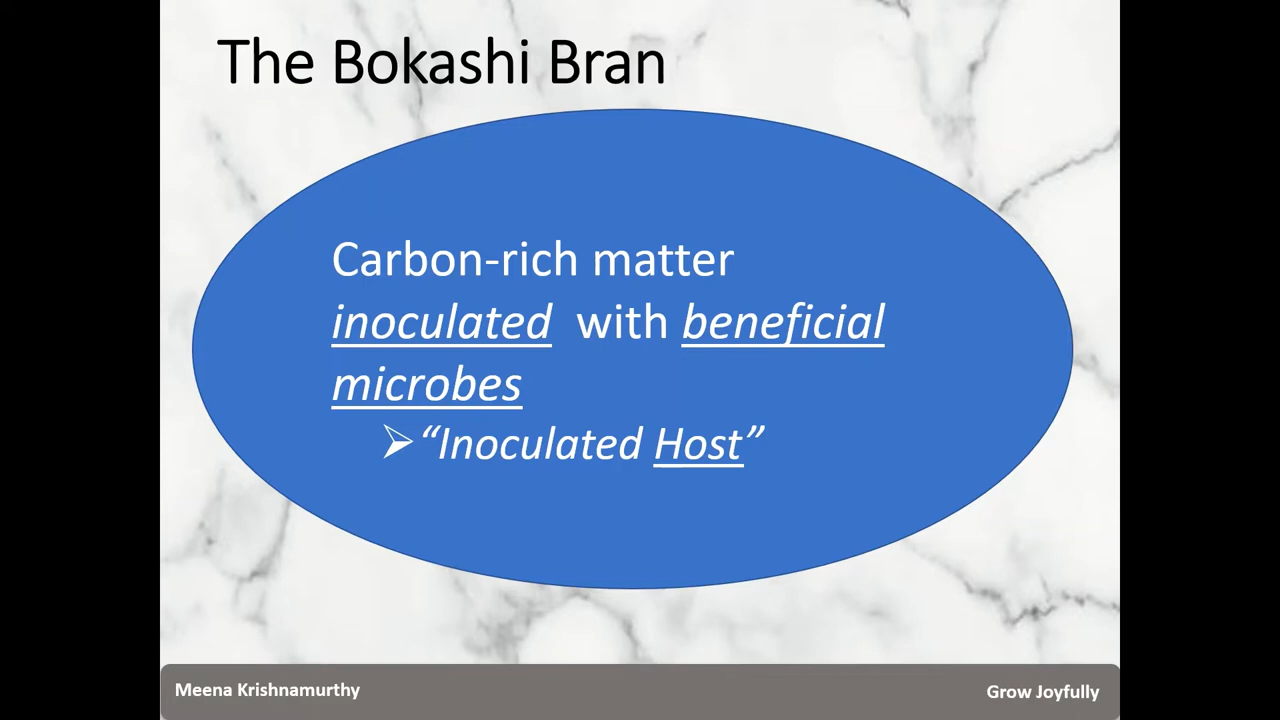 The Bokashi Bran
Carbon-rich matter
inoculated with beneficial
microbes
➢“Inoculated Host”
Meena Krishnamurthy
Grow Joyfully